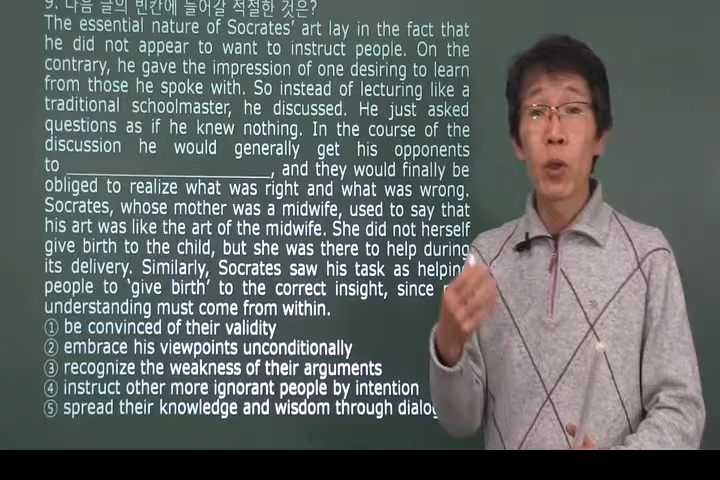 9. 다음 글의 빈칸에 들어갈 적절한 것은?
The essential nature of Socrates' art lay in the fact that
he did not appear to want to instruct people. On the
contrary, he gave the impression of one desiring to learn
from those he spoke with. So instead of lecturing like a
traditional schoolmaster, he discussed. He just asked
questions as if he knew nothing. In the course of the
discussion he would generally get his opponents
to ____________________, and they would finally be
obliged to realize what was right and what was wrong.
Socrates, whose mother was a midwife, used to say that
his art was like the art of the midwife. She did not herself
give birth to the child, but she was there to help during
its delivery. Similarly, Socrates saw his task as helping
people to 'give birth' to the correct insight, since
understanding must come from within.
① be convinced of their validity
② embrace his viewpoints unconditionally
③ recognize the weakness of their arguments
④ instruct other more ignorant people by intention
⑤ spread their knowledge and wisdom through